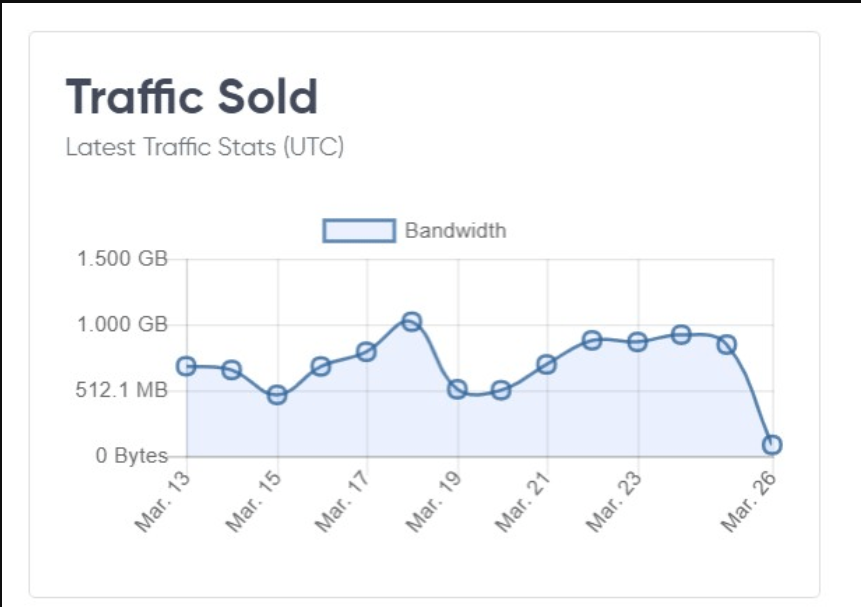 Traffic Sold
Latest Traffic Stats (UTC)
Bandwidth
1.500 GB
1.000 GB
512.1 MB
0 Bytes
Mar. 13
Mar. 15
Mar. 17
Mar. 19
Mar. 21
Mar. 23
Mar. 26